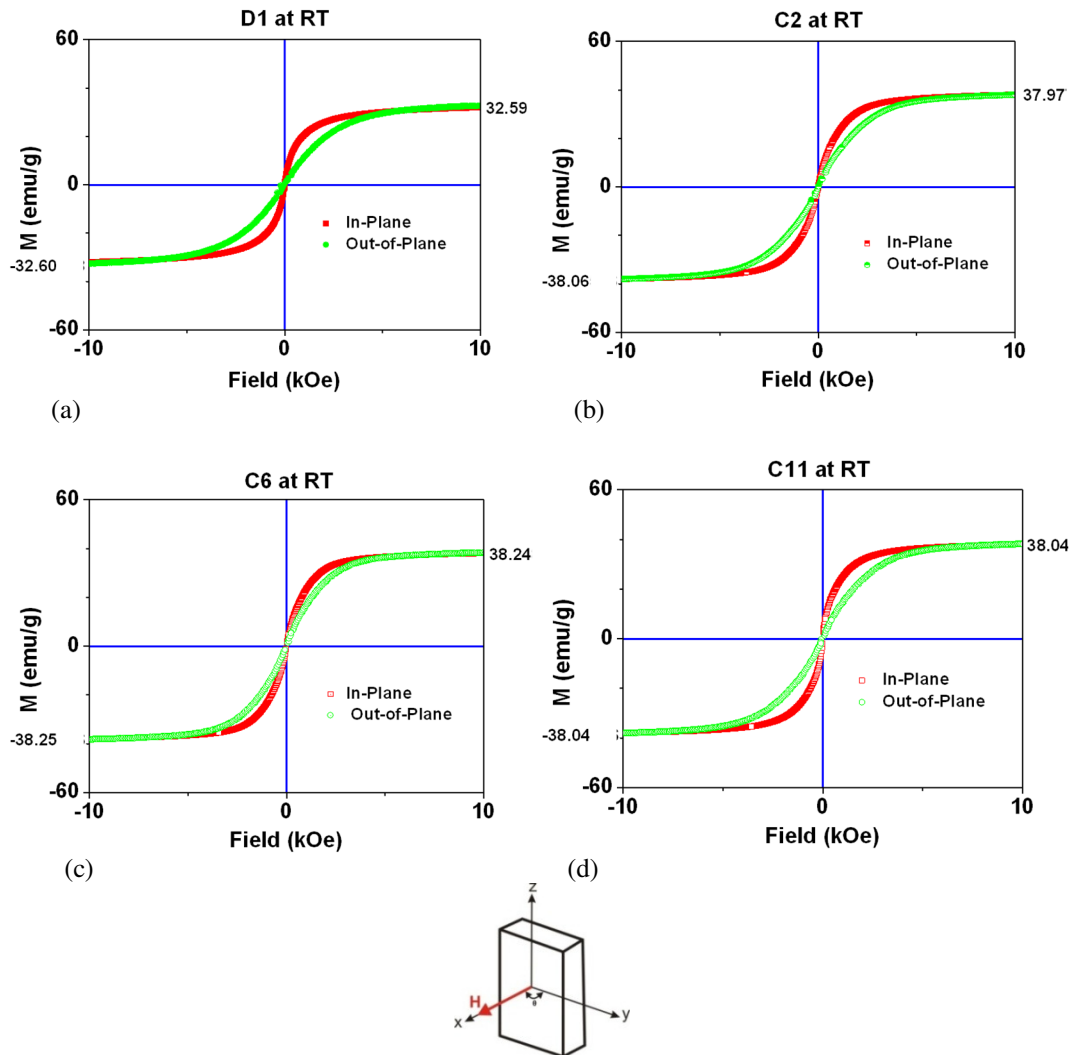 D1 at RT
60
0
-60
M (emu/g)
32.59
-32.60
In-Plane
Out-of-Plane
-10
0
10
Field (kOe)
(a)
C2 at RT
60
0
-60
M (emu/g)
37.97
-38.06
In-Plane
Out-of-Plane
-10
0
10
Field (kOe)
(b)
C6 at RT
60
0
-60
M (emu/g)
38.24
-38.25
In-Plane
Out-of-Plane
-10
0
10
Field (kOe)
(c)
C11 at RT
60
0
-60
M (emu/g)
38.04
-38.04
In-Plane
Out-of-Plane
-10
0
10
Field (kOe)
(d)
z
H
θ
x
y